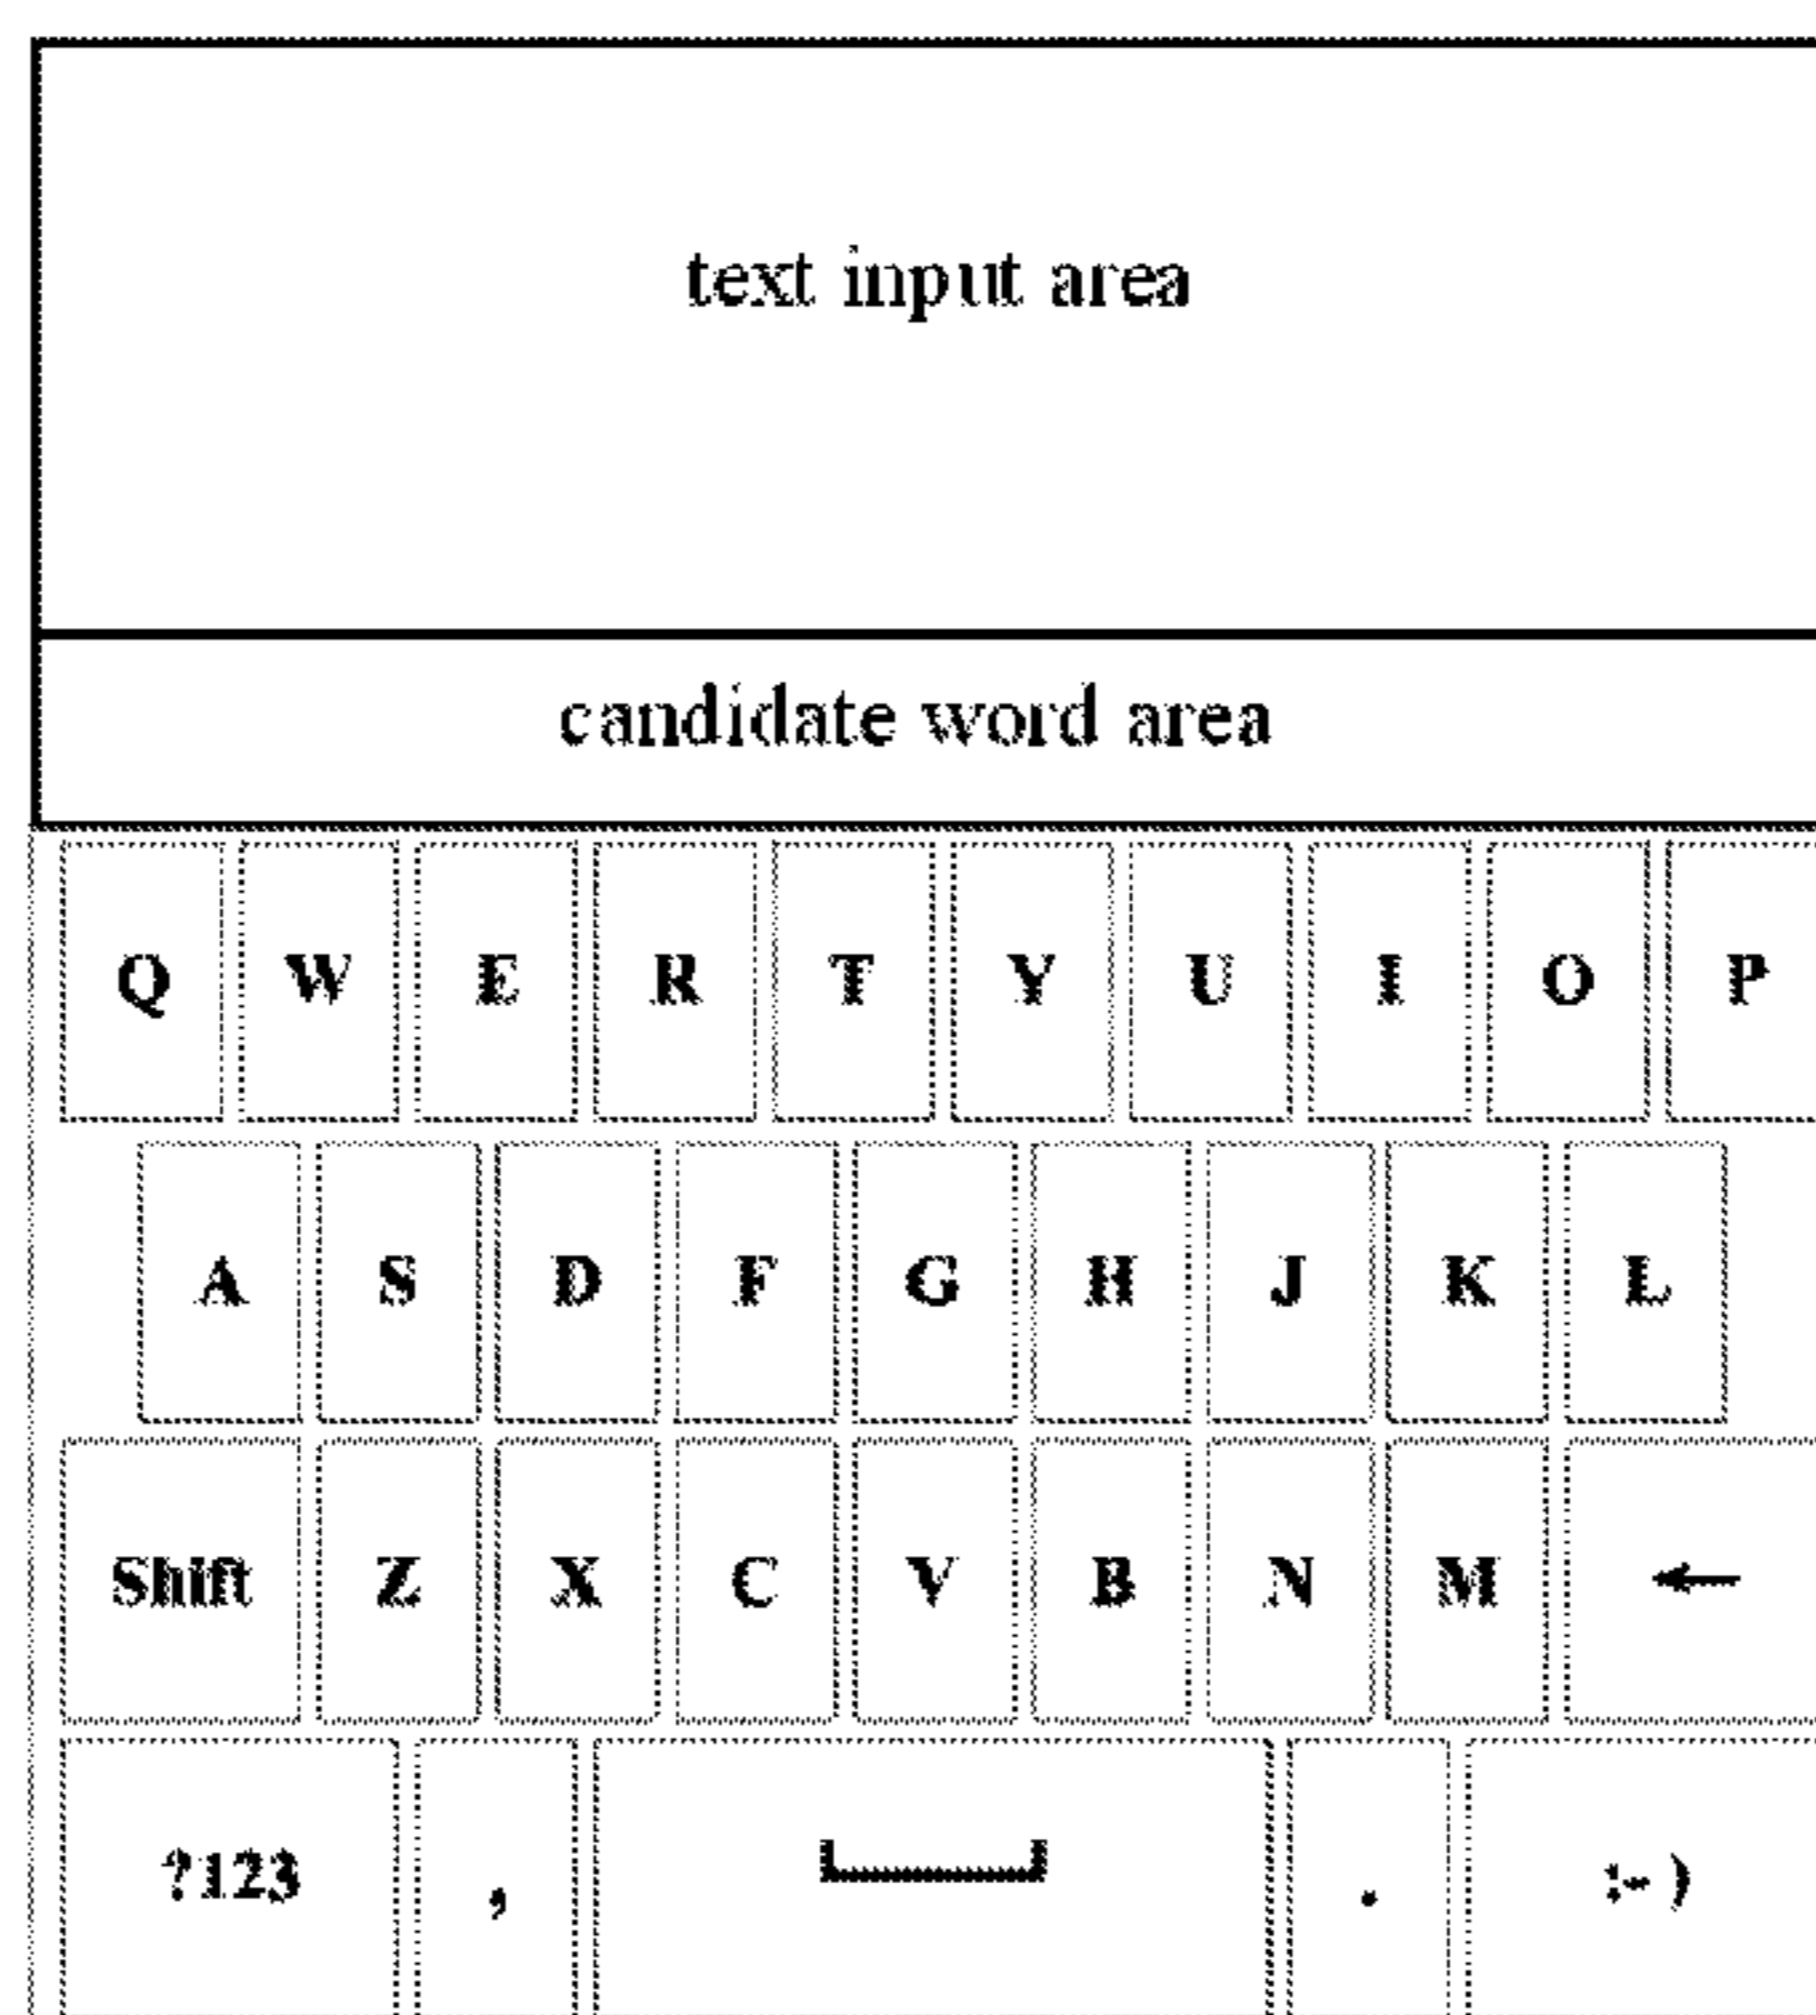 text input area
candidate word area
Q W E R T Y U I O P
A S D F G H J K L
Shift Z X C V B N M ←
?123 , . :-)